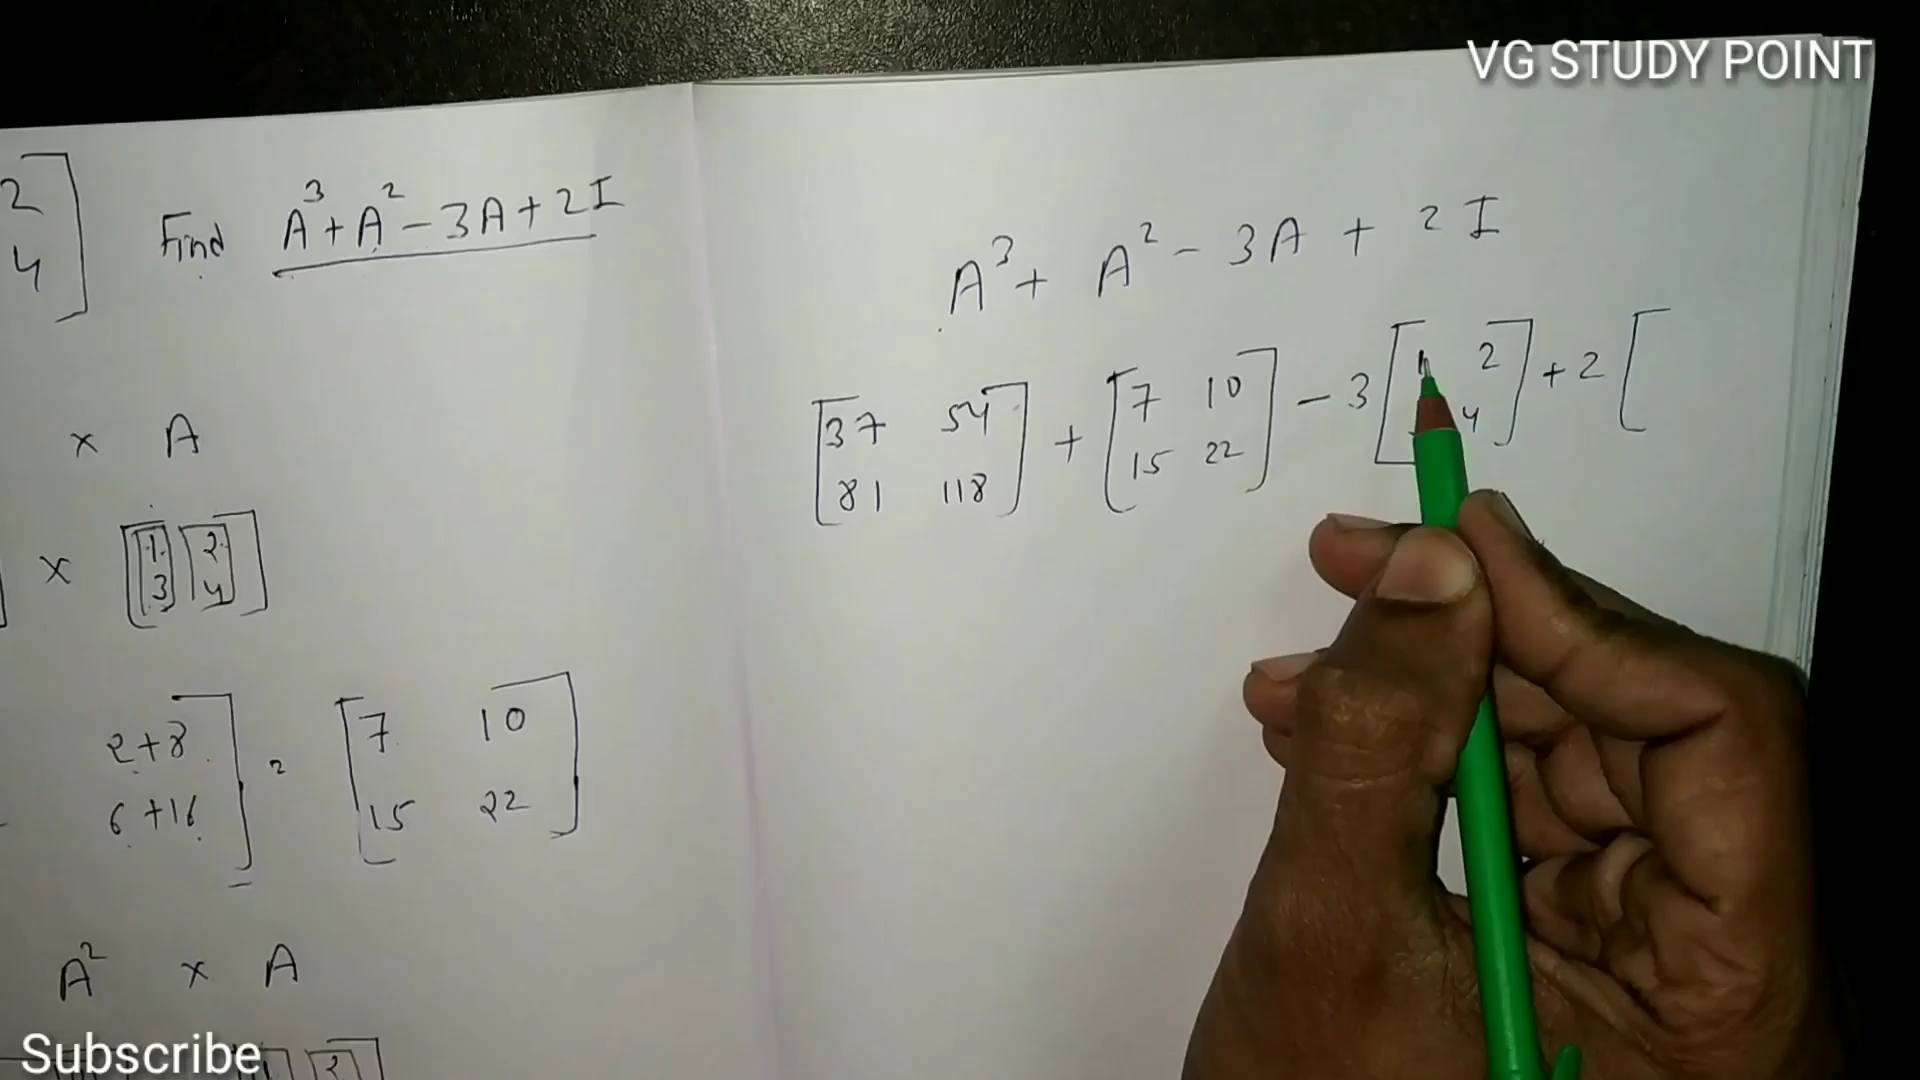 VG STUDY POINT
2
4
Find A³ + A² - 3A + 2I
× A
× [1 2
3 4]
2+8
6+16
= [7 10
15 22]
A² × A
2
Subscribe
A³ + A² - 3A + 2I
[37 54
81 118] + [7 10
15 22] - 3 [1 2
4] + 2 [